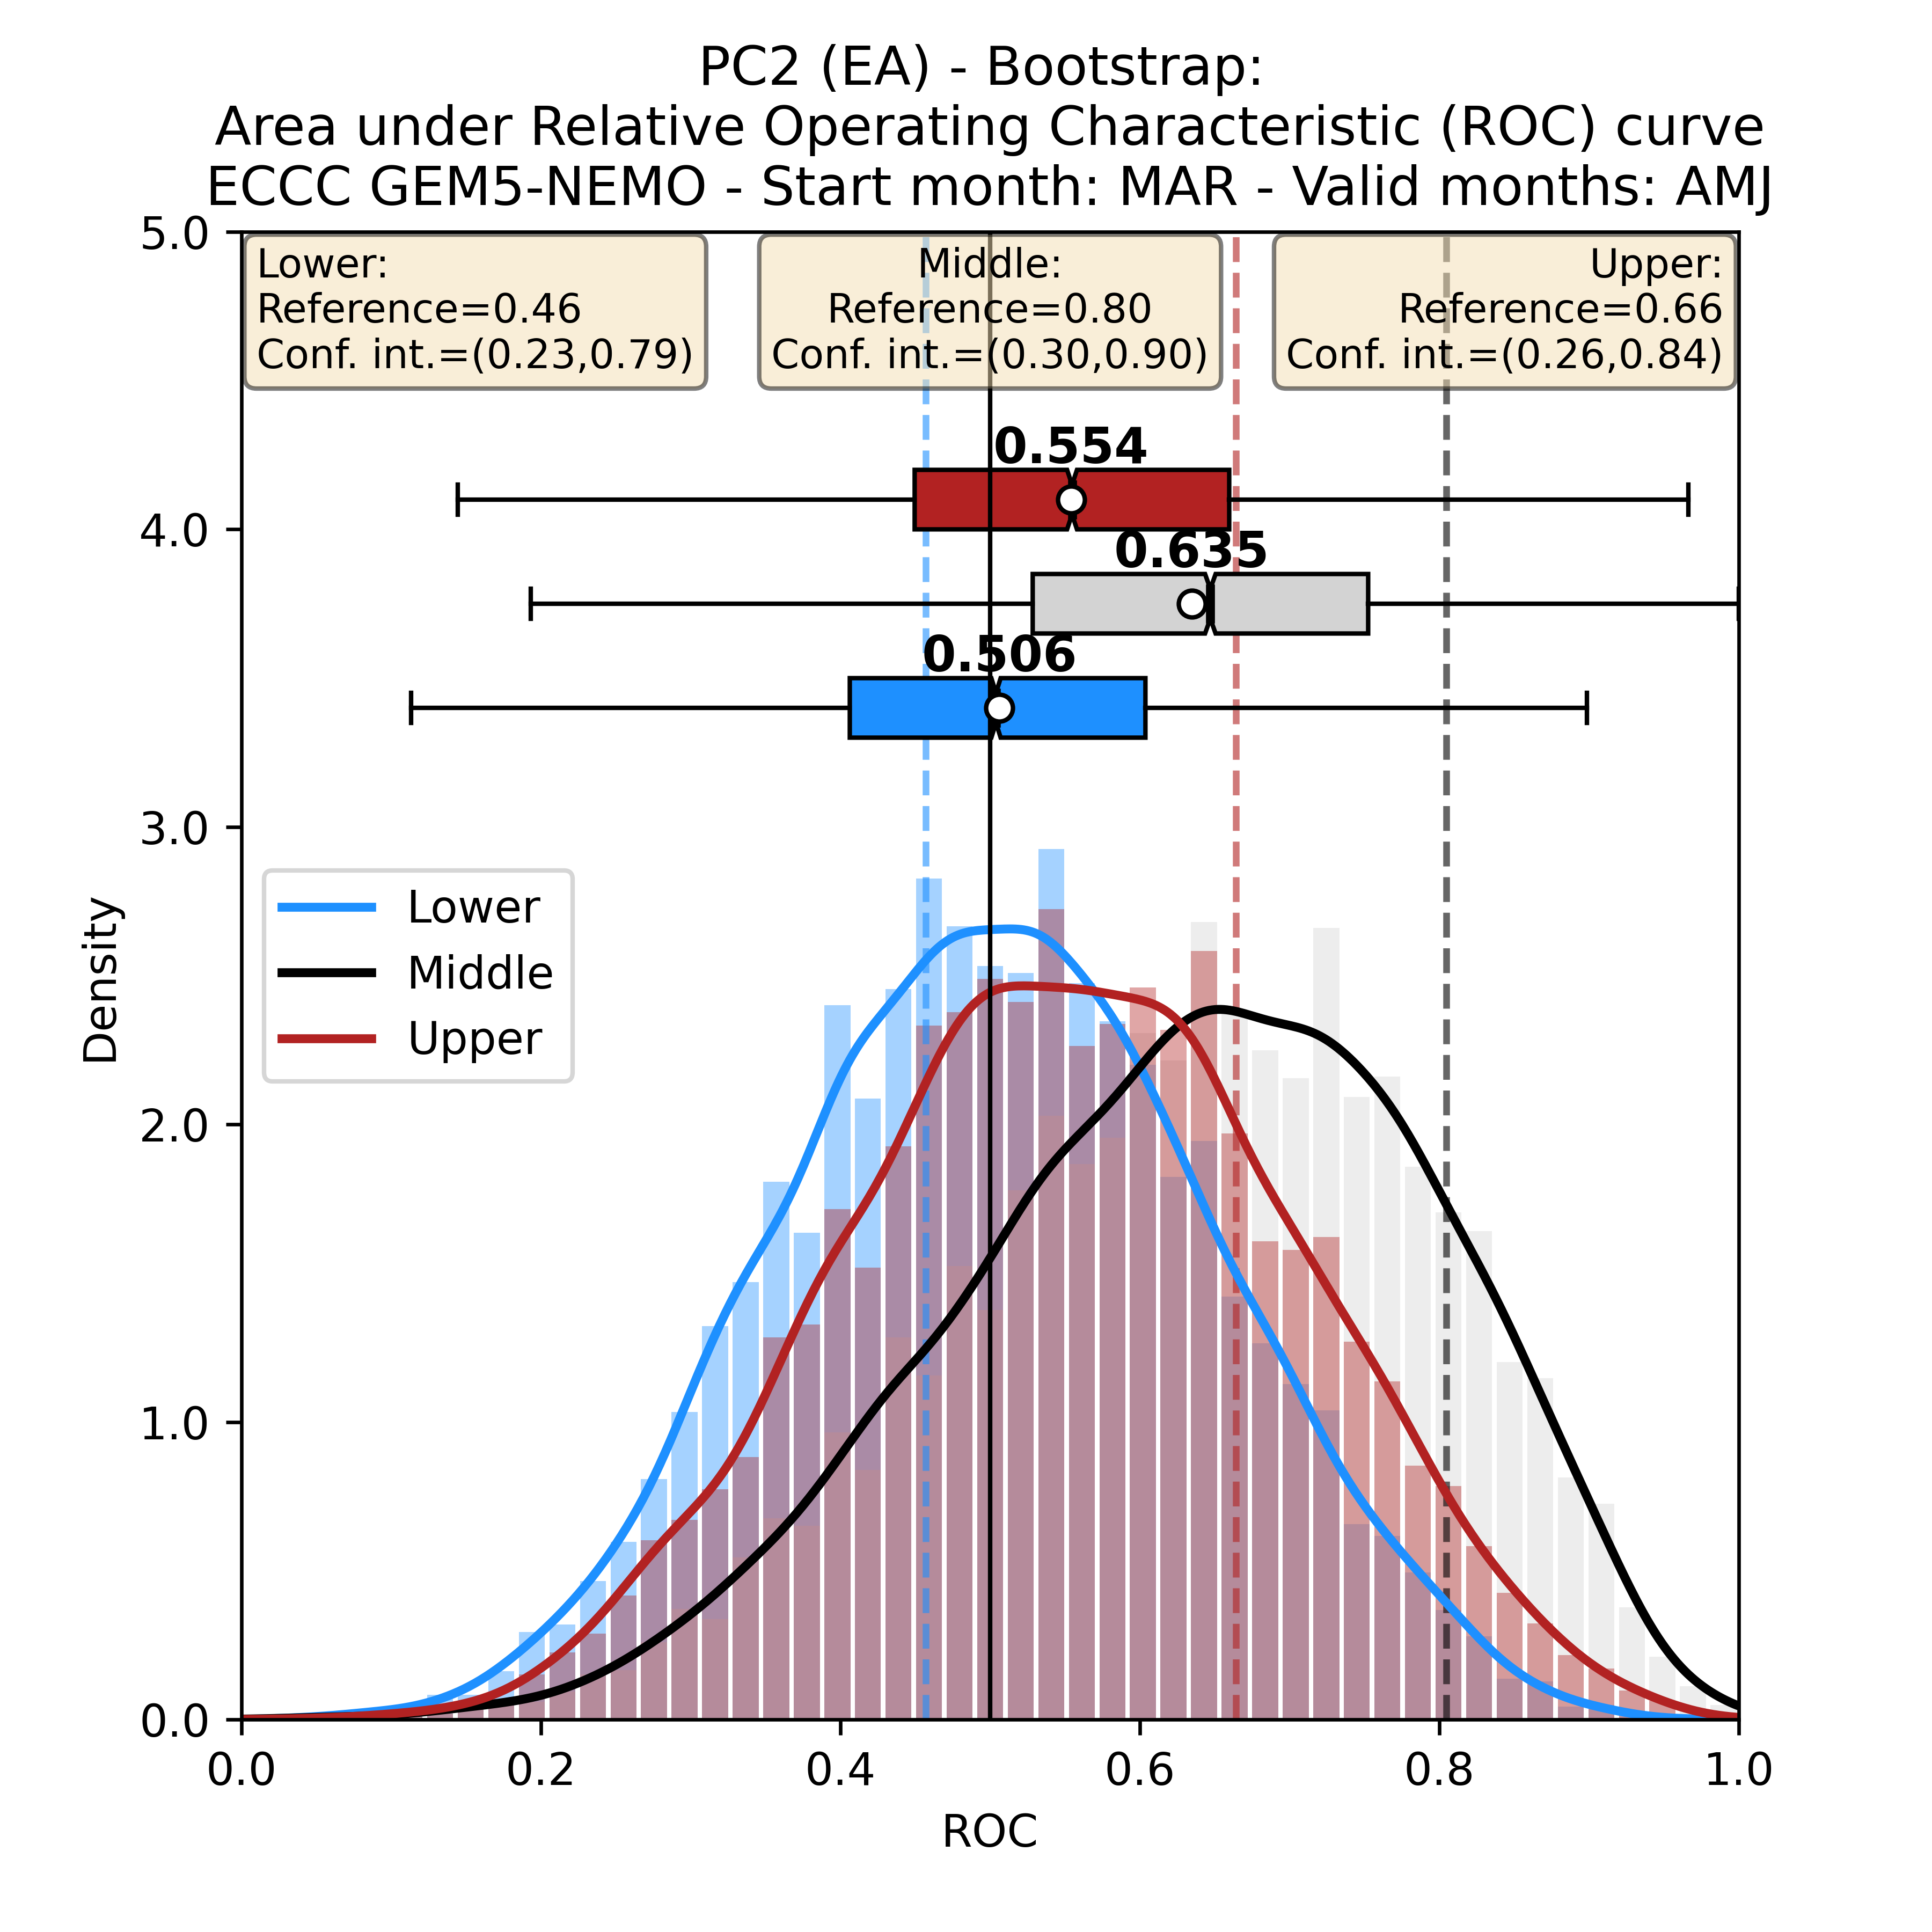 PC2 (EA) - Bootstrap:
Area under Relative Operating Characteristic (ROC) curve
ECCC GEM5-NEMO - Start month: MAR - Valid months: AMJ
5.0
Lower:
Reference=0.46
Conf. int.=(0.23,0.79)
Middle:
Reference=0.80
Conf. int.=(0.30,0.90)
Upper:
Reference=0.66
Conf. int.=(0.26,0.84)
0.554
4.0
0.635
0.506
3.0
Lower
Middle
Upper
Density
2.0
1.0
0.0
0.0
0.2
0.4
0.6
0.8
1.0
ROC